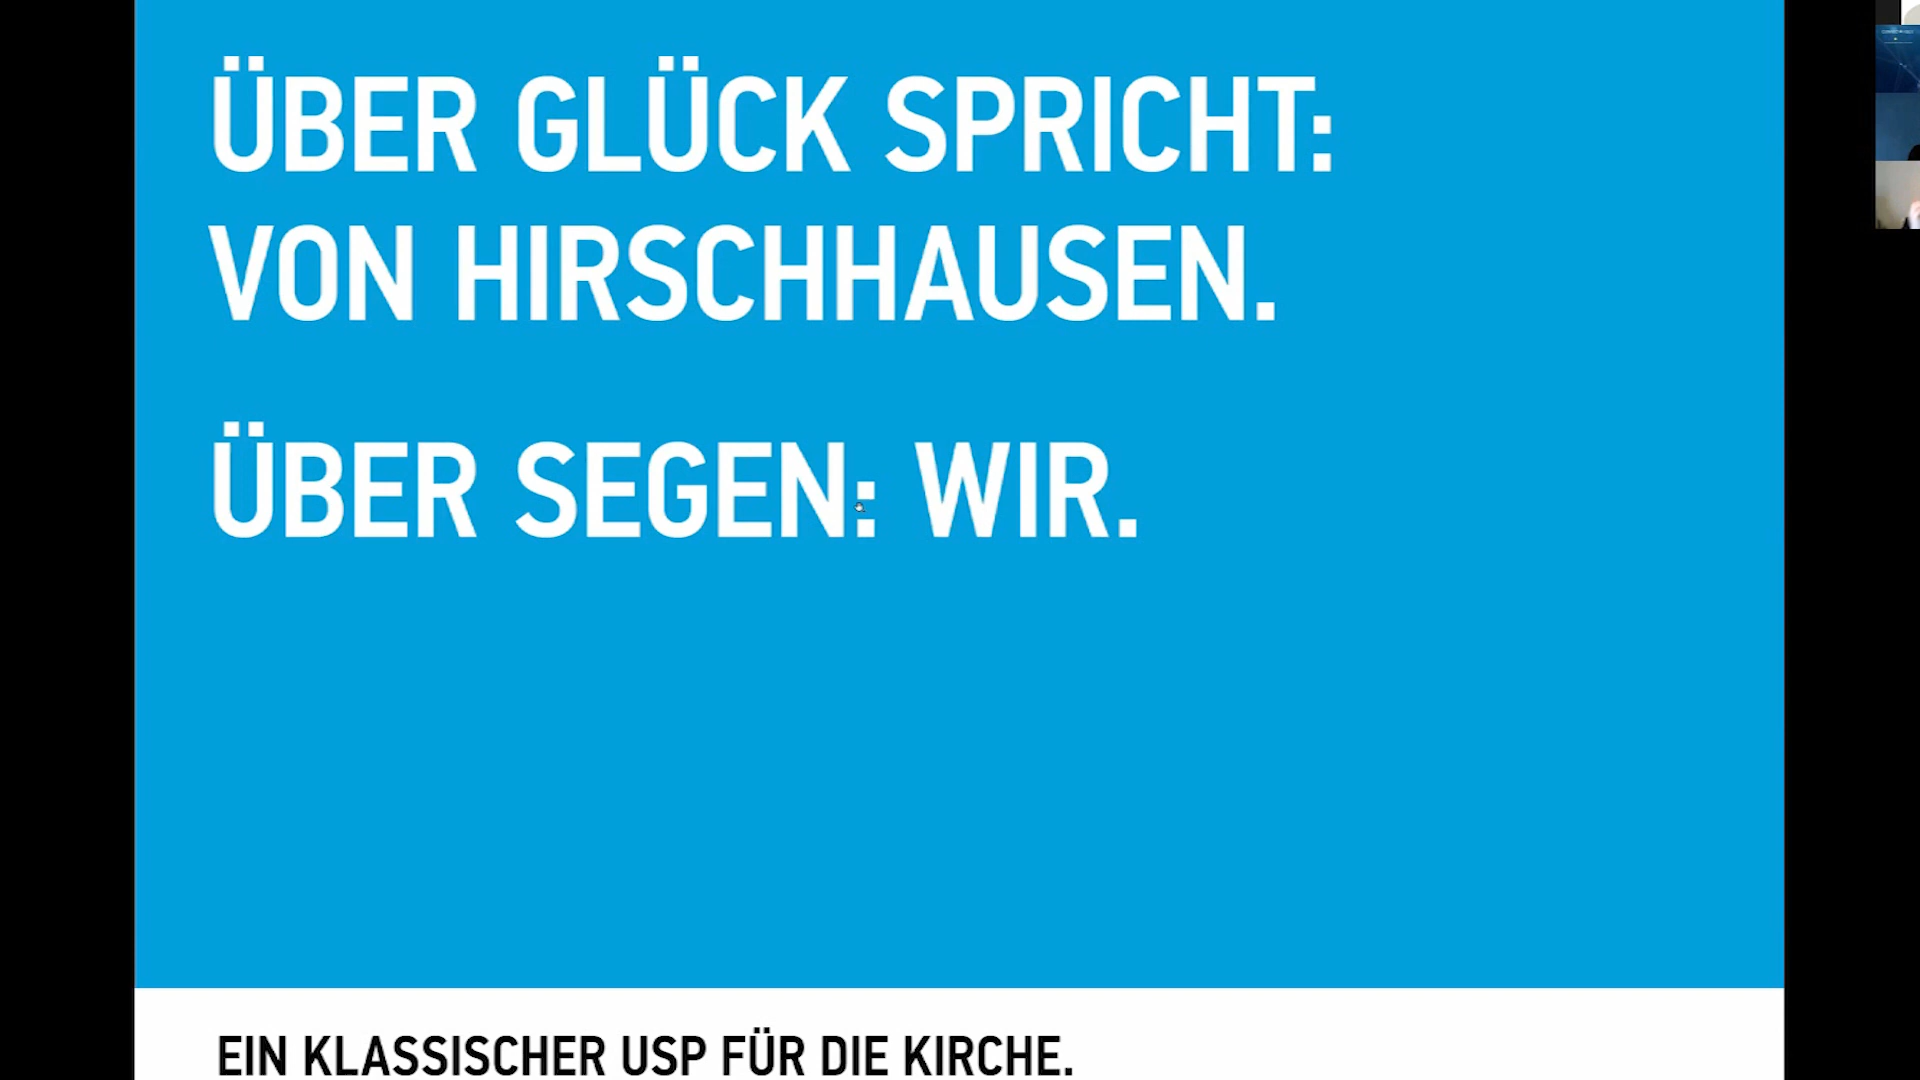 ÜBER GLÜCK SPRICHT:
VON HIRSCHHAUSEN.
ÜBER SEGEN: WIR.
EIN KLASSISCHER USP FÜR DIE KIRCHE.